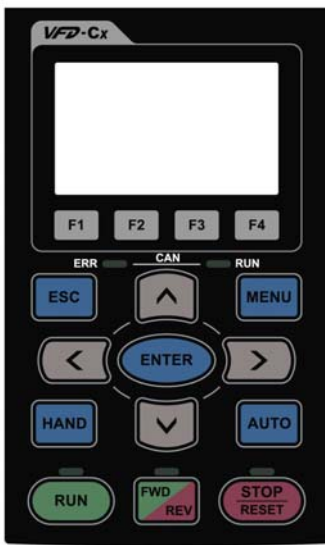 VFD-Cx
F1 F2 F3 F4
ERR CAN RUN
ESC MENU
ENTER
HAND AUTO
RUN FWD REV STOP RESET